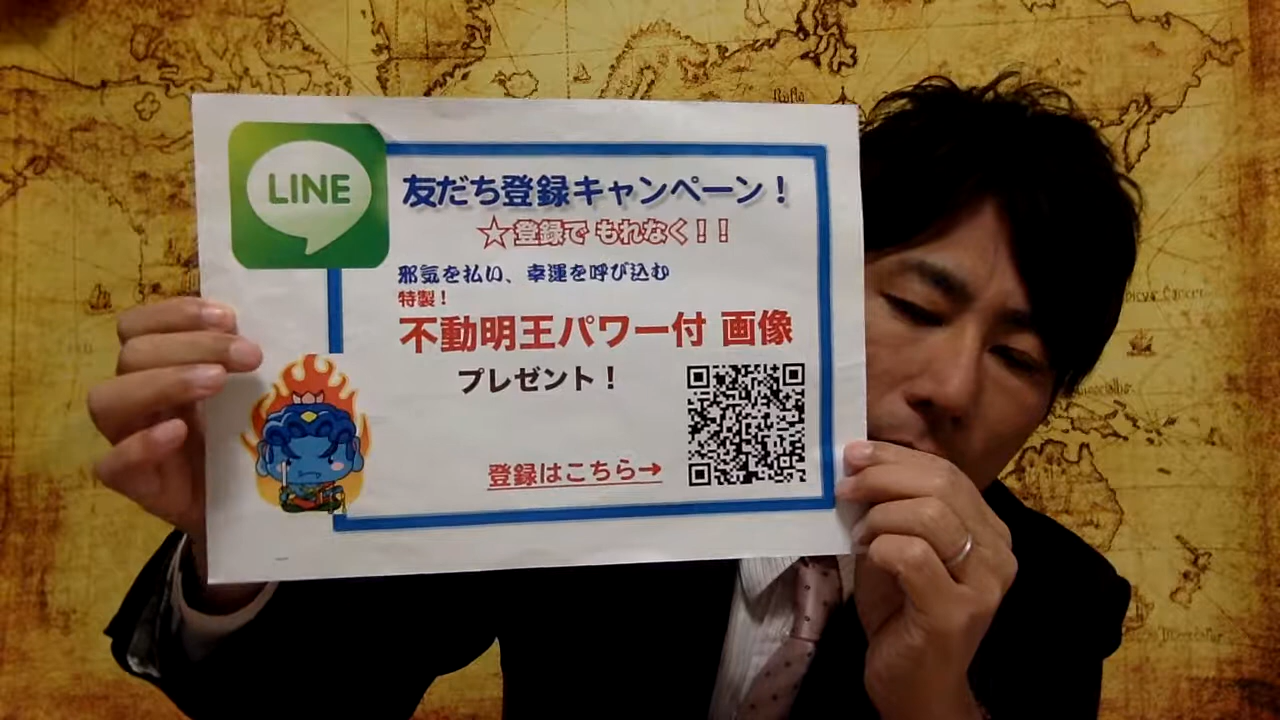 LINE
友だち登録キャンペーン！
☆登録で もれなく！！
邪気を払い、幸運を呼び込む
特製！
不動明王パワー付 画像
プレゼント！
登録はこちら→